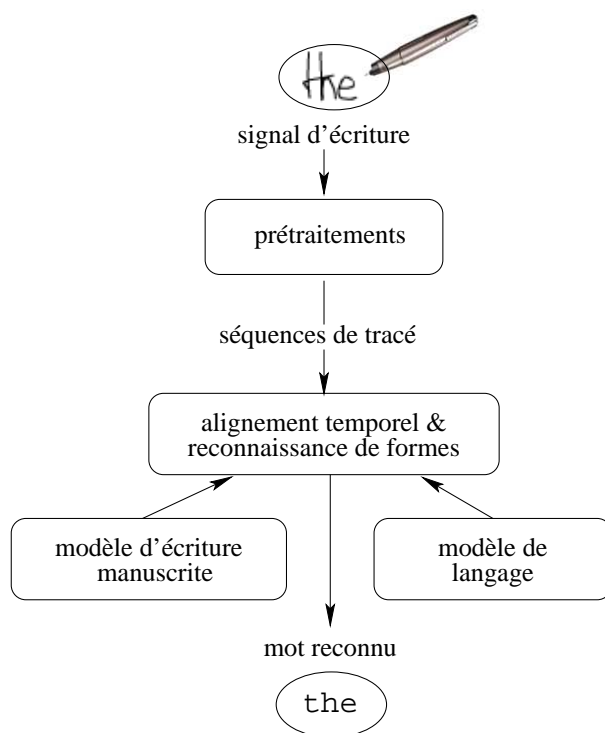 the
signal d'écriture
prétraitements
séquences de tracé
alignement temporel &
reconnaissance de formes
modèle d'écriture
manuscrite
modèle de
langage
mot reconnu
the